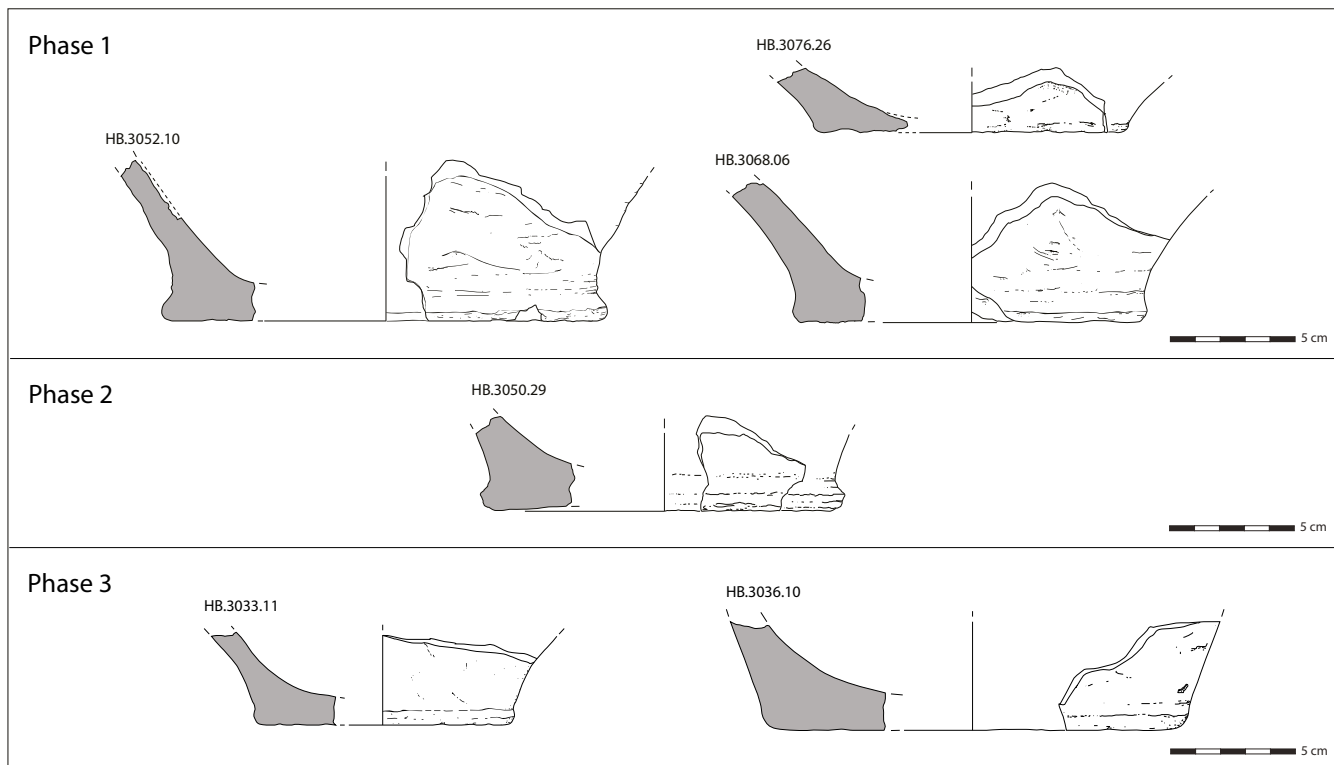 Phase 1
HB.3076.26
HB.3052.10
HB.3068.06
5 cm
Phase 2
HB.3050.29
5 cm
Phase 3
HB.3033.11
HB.3036.10
5 cm